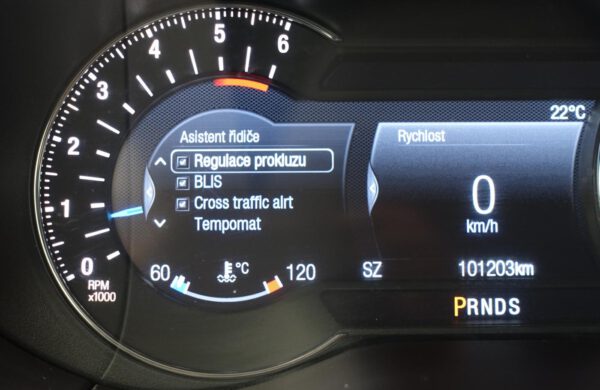 0
1
2
3
4
5
6
RPM
x1000
Asistent řidiče
Regulace prokluzu
BLIS
Cross traffic alrt
Tempomat
60 °C 120
22°C
Rychlost
0
km/h
SZ 101203km
PRNDS